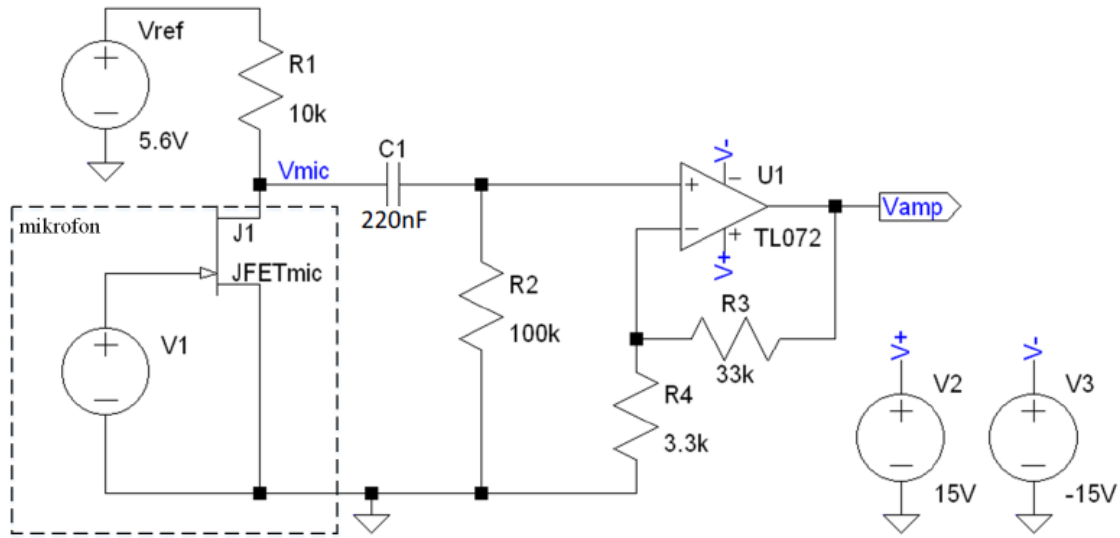 Vref
+
−
5.6V
R1
10k
Vmic
C1
220nF
mikrofon
J1
JFETmic
V1
+
−
R2
100k
V-
−
U1
+
−
+
TL072
V+
Vamp
R3
33k
R4
3.3k
V+
V2
+
−
15V
V-
V3
+
−
-15V